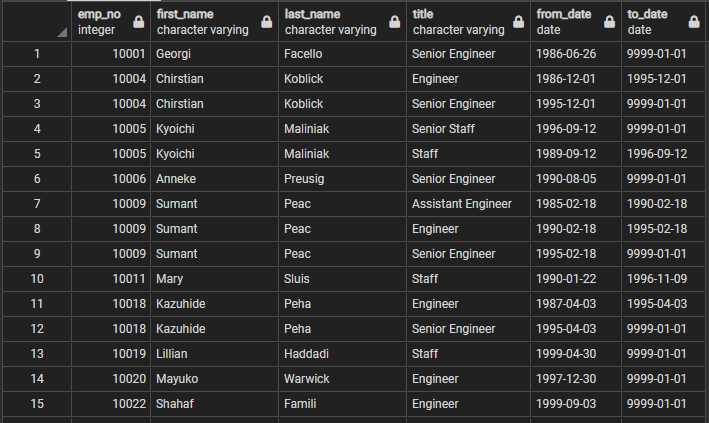 emp_no first_name last_name title from_date to_date
integer character varying character varying character varying date date
1 10001 Georgi Facello Senior Engineer 1986-06-26 9999-01-01
2 10004 Chirstian Koblick Engineer 1986-12-01 1995-12-01
3 10004 Chirstian Koblick Senior Engineer 1995-12-01 9999-01-01
4 10005 Kyoichi Maliniak Senior Staff 1996-09-12 9999-01-01
5 10005 Kyoichi Maliniak Staff 1989-09-12 1996-09-12
6 10006 Anneke Preusig Senior Engineer 1990-08-05 9999-01-01
7 10009 Sumant Peac Assistant Engineer 1985-02-18 1990-02-18
8 10009 Sumant Peac Engineer 1990-02-18 1995-02-18
9 10009 Sumant Peac Senior Engineer 1995-02-18 9999-01-01
10 10011 Mary Sluis Staff 1990-01-22 1996-11-09
11 10018 Kazuhide Peha Engineer 1987-04-03 1995-04-03
12 10018 Kazuhide Peha Senior Engineer 1995-04-03 9999-01-01
13 10019 Lillian Haddadi Staff 1999-04-30 9999-01-01
14 10020 Mayuko Warwick Engineer 1997-12-30 9999-01-01
15 10022 Shahaf Famili Engineer 1999-09-03 9999-01-01